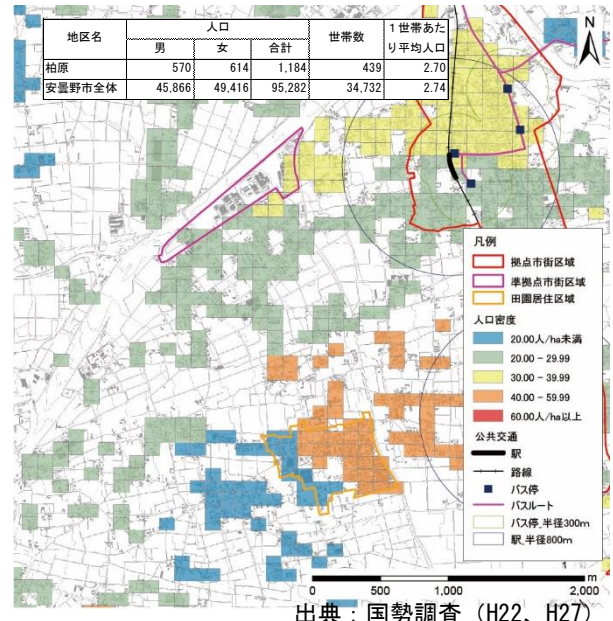 地区名 人口 世帯数 1世帯あたり平均人口
男 女 合計
柏原 570 614 1,184 439 2.70
安曇野市全体 45,866 49,416 95,282 34,732 2.74
N
凡例
拠点市街区域
準拠点市街区域
田園居住区域
人口密度
20.00人/ha未満
20.00 - 29.99
30.00 - 39.99
40.00 - 59.99
60.00人/ha以上
公共交通
駅
路線
バス停
バスルート
バス停_半径300m
駅_半径800m
m
0 500 1,000 2,000
出典:国勢調査(H22、H27)